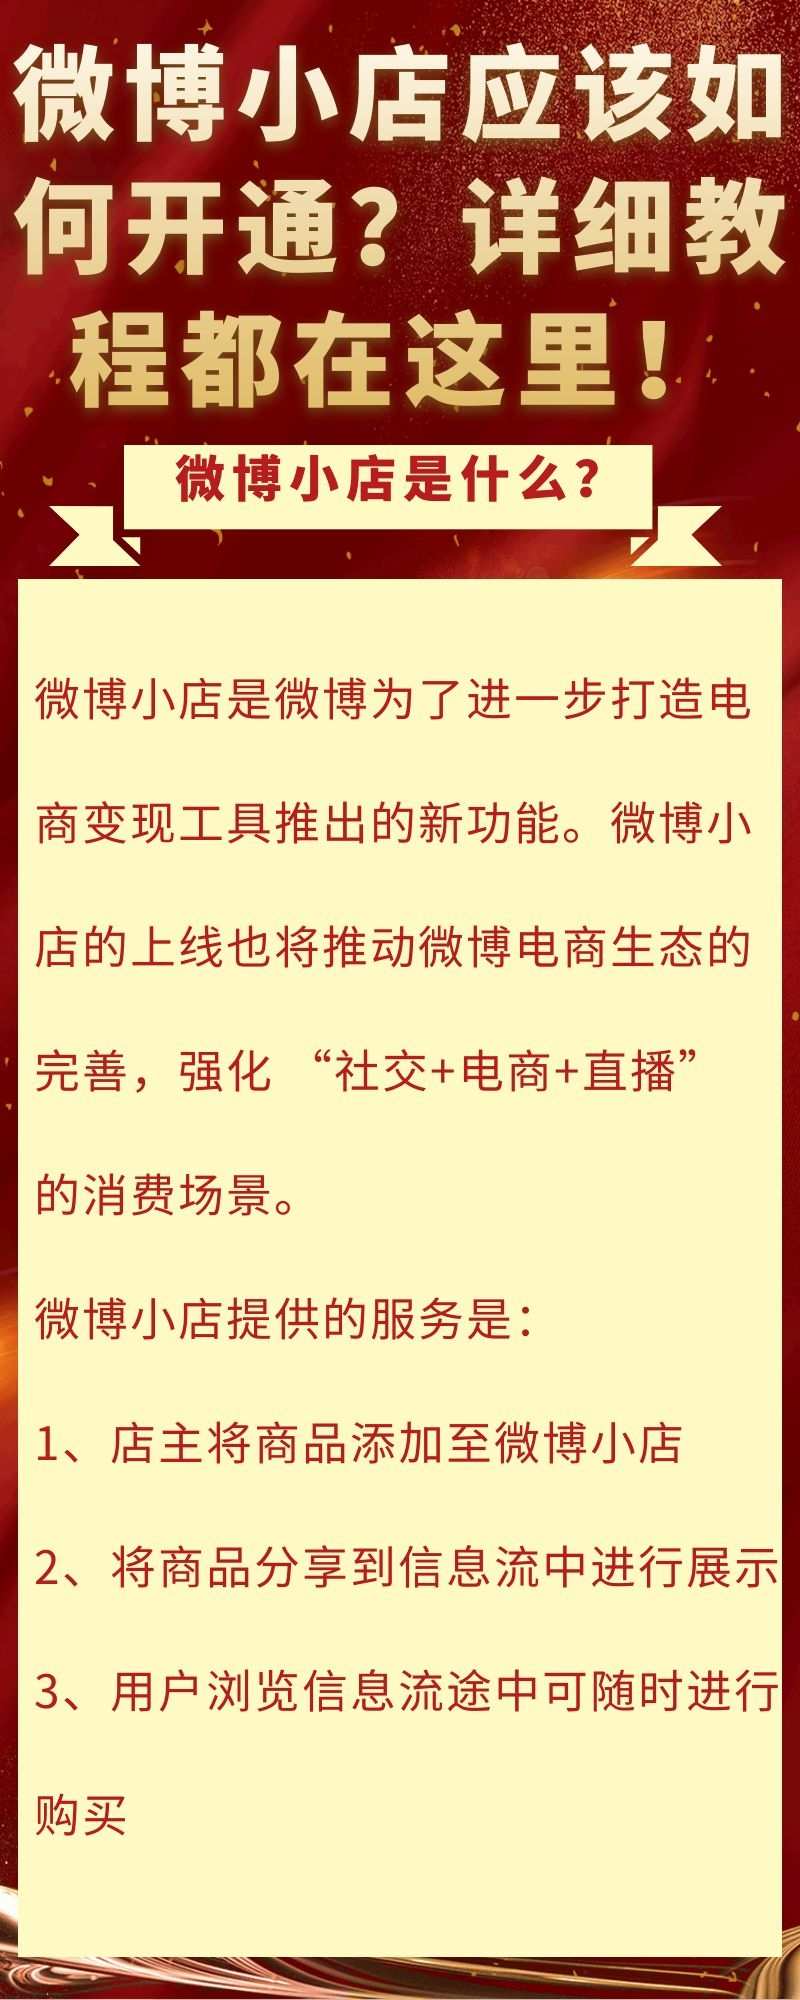 微博小店应该如
何开通？详细教
程都在这里！
微博小店是什么？
微博小店是微博为了进一步打造电
商变现工具推出的新功能。微博小
店的上线也将推动微博电商生态的
完善，强化 “社交+电商+直播”
的消费场景。
微博小店提供的服务是：
1、店主将商品添加至微博小店
2、将商品分享到信息流中进行展示
3、用户浏览信息流途中可随时进行
购买